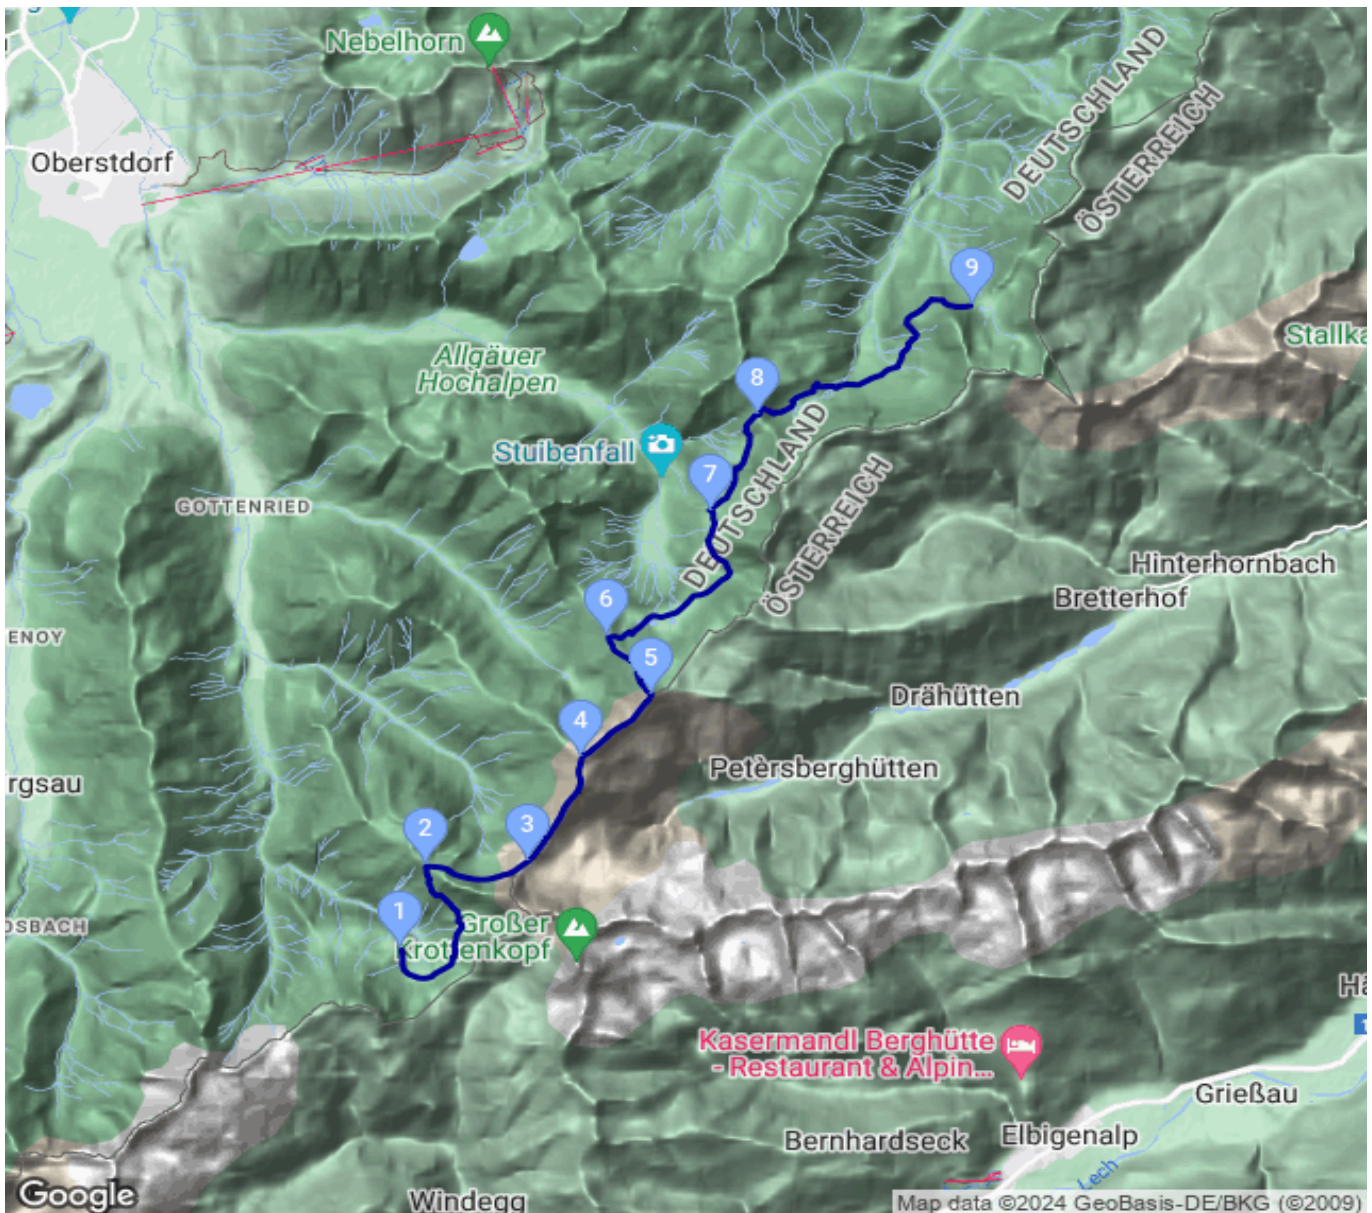 Nebelhorn
Oberstdorf
DEUTSCHLAND
ÖSTERREICH
9
Stallka
Allgäuer
Hochalpen
8
Stuibenfall
7
GOTTENRIED
DEUTSCHLAND
ÖSTERREICH
Hinterhornbach
Bretterhof
6
ENOY
5
Drähütten
4
Petersberghütten
rgsau
3
2
1
Großer
Krottenkopf
OSBACH
Hä
1
Kasermandl Berghütte
- Restaurant & Alpin...
Grießau
Elbigenalp
Bernhardseck
Lech
Windegg
Google
Map data ©2024 GeoBasis-DE/BKG (©2009)